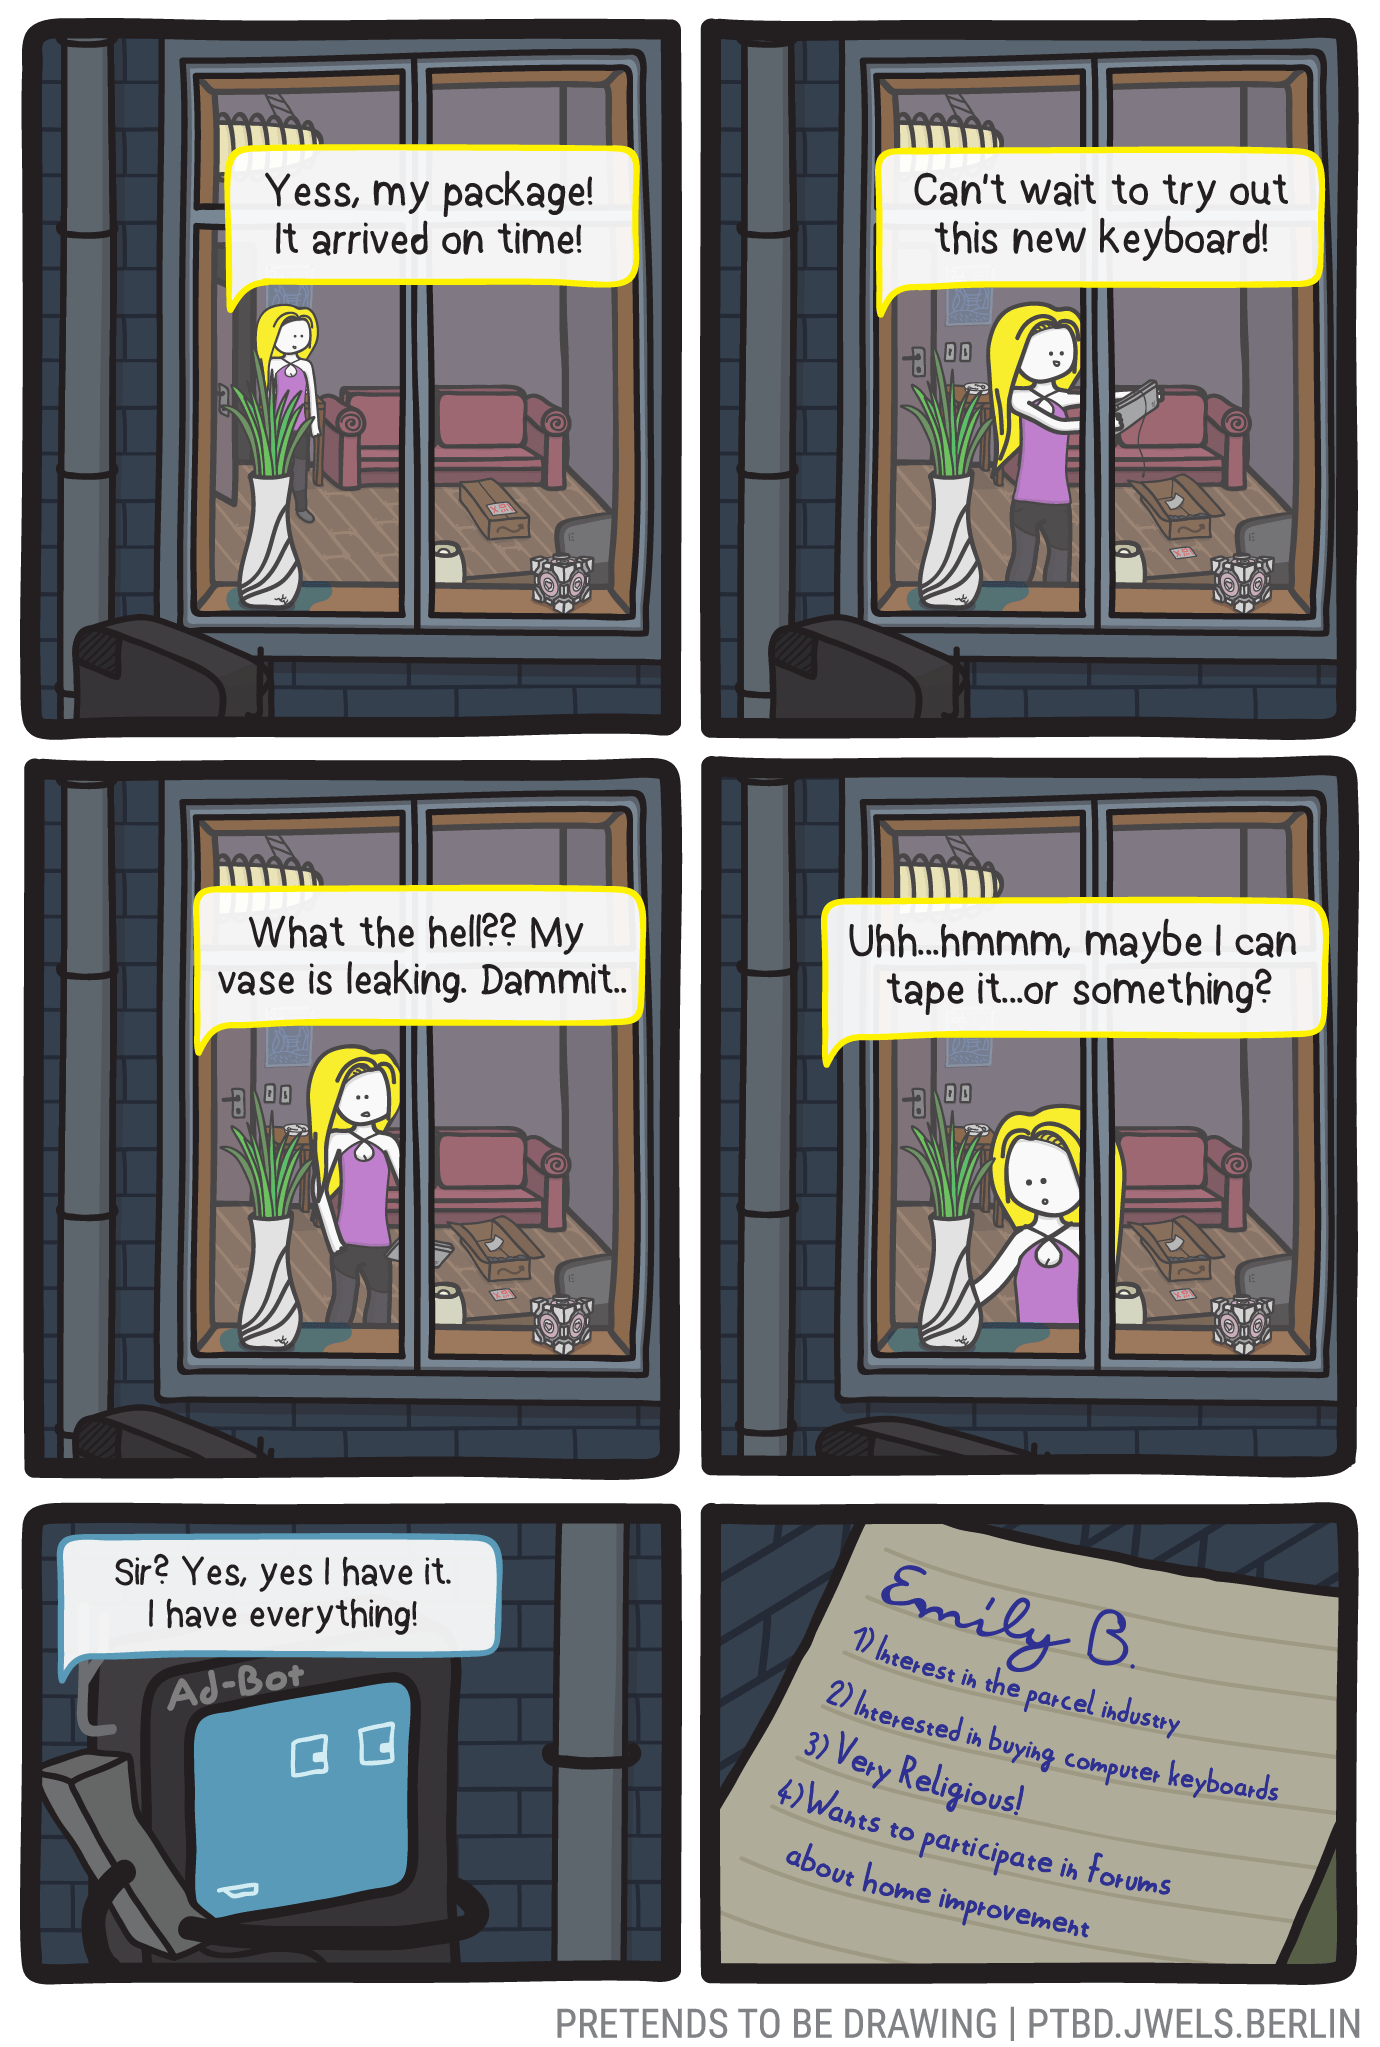 Yess, my package!
It arrived on time!
Can't wait to try out
this new keyboard!
What the hell?? My
vase is leaking. Dammit..
Uhh...hmmm, maybe I can
tape it...or something?
Sir? Yes, yes I have it.
I have everything!
Ad-Bot
Emily B.
1) Interest in the parcel industry
2) Interested in buying computer keyboards
3) Very Religious!
4) Wants to participate in forums
about home improvement
PRETENDS TO BE DRAWING | PTBD.JWELS.BERLIN